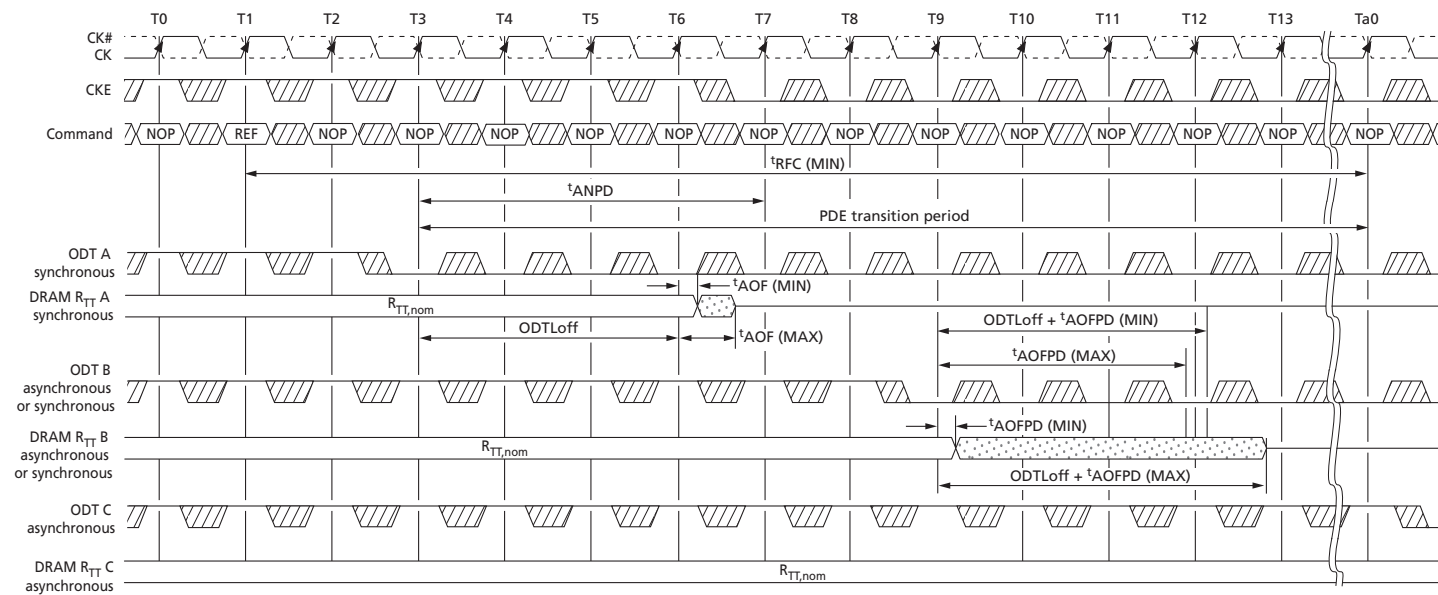 T0 T1 T2 T3 T4 T5 T6 T7 T8 T9 T10 T11 T12 T13 Ta0
CK#
CK
CKE
Command NOP REF NOP NOP NOP NOP NOP NOP NOP NOP NOP NOP NOP NOP NOP
tRFC (MIN)
tANPD
PDE transition period
ODT A
synchronous
tAOF (MIN)
DRAM RTT A
synchronous
RTT,nom
ODTLoff + tAOFPD (MIN)
ODTLoff
tAOF (MAX)
tAOFPD (MAX)
ODT B
asynchronous
or synchronous
tAOFPD (MIN)
DRAM RTT B
asynchronous
or synchronous
RTT,nom
ODTLoff + tAOFPD (MAX)
ODT C
asynchronous
DRAM RTT C
asynchronous
RTT,nom